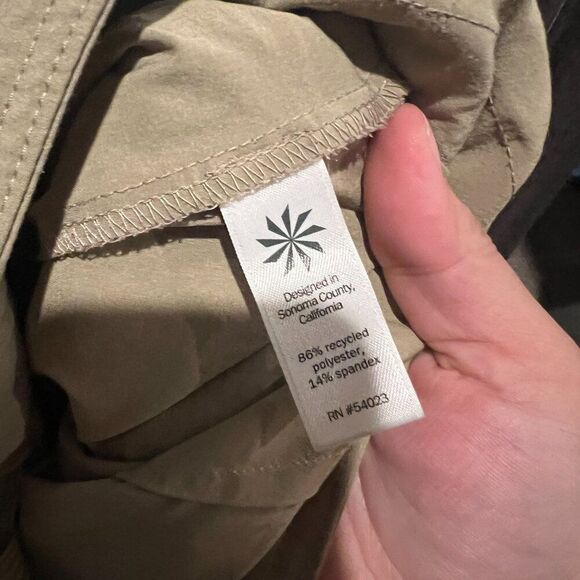 Designed in
Sonoma County,
California
86% recycled
polyester,
14% spandex
RN #54023